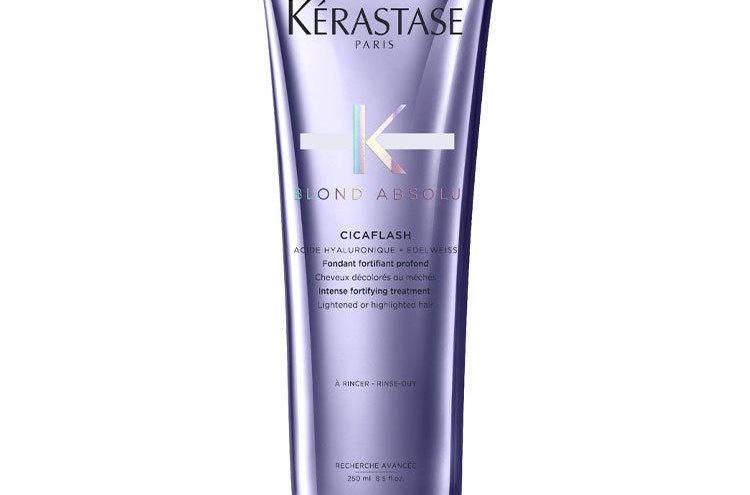 KÉRASTASE
PARIS
K
BLOND ABSOLU
CICAFLASH
ACIDE HYALURONIQUE + EDELWEISS
Fondant fortifiant profond
Cheveux décolorés ou méchés
Intense fortifying treatment
Lightened or highlighted hair
À RINCER - RINSE-OUT
RECHERCHE AVANCÉE
250 ml 8.5 fl.oz.